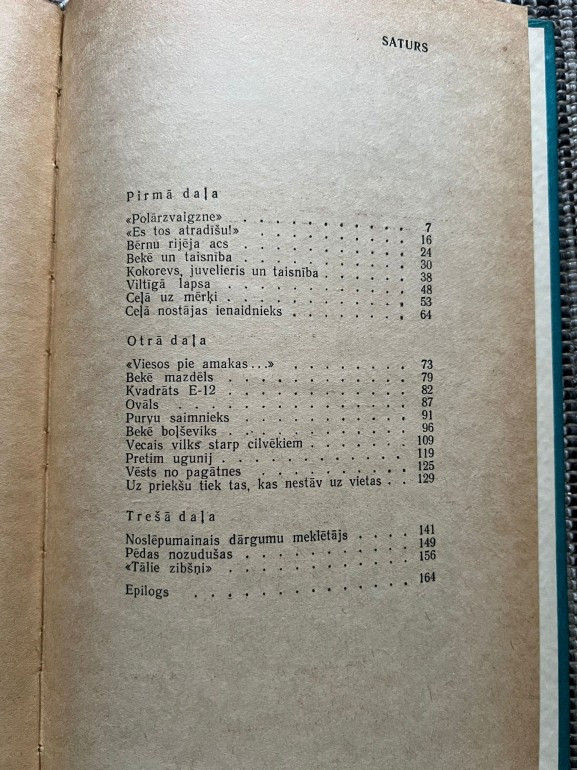 SATURS
Pirmā daļa
«Polārzvaigzne» . . . . . . . . . . 7
«Es tos atradīšu!» . . . . . . . . . . 16
Bērnu rijēja acs . . . . . . . . . . 24
Bekē un taisnība . . . . . . . . . . 30
Kokorevs, juvelieris un taisnība . . . . . 38
Viltīgā lapsa . . . . . . . . . . 48
Ceļā uz mērķi . . . . . . . . . . 53
Ceļā nostājas ienaidnieks . . . . . . . 64
Otrā daļa
«Viesos pie amakas...» . . . . . . . . 73
Bekē mazdēls . . . . . . . . . . 79
Kvadrāts E-12 . . . . . . . . . . 82
Ovāls . . . . . . . . . . 87
Purvu saimnieks . . . . . . . . . . 91
Bekē boļševiks . . . . . . . . . . 96
Vecais vilks starp cilvēkiem . . . . . . 109
Pretim ugunij . . . . . . . . . . 119
Vēsts no pagātnes . . . . . . . . . 125
Uz priekšu tiek tas, kas nestāv uz vietas . . 129
Trešā daļa
Noslēpumainais dārgumu meklētājs . . . . 141
Pēdas nozudušas . . . . . . . . . . 149
«Tālie zibšņi» . . . . . . . . . . 156
Epilogs . . . . . . . . . . 164